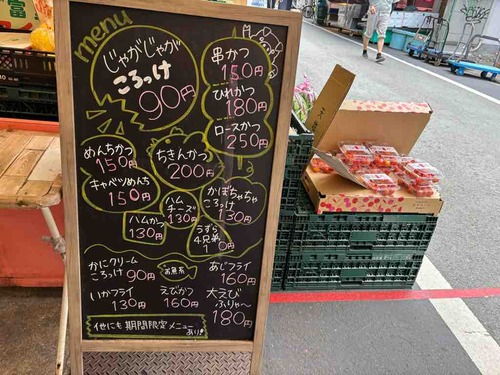 menu
じゃがじゃが
ころっけ
90円
串かつ
150円
ひれかつ
180円
ロースかつ
250円
めんちかつ
150円
キャベツめんち
150円
ちきんかつ
200円
ハムかつ
130円
ハム
チーズ
130円
かぼちゃちゃ
ころっけ
130円
うずら
4兄弟
円
かにクリーム
ころっけ 90円
お魚系
あじフライ
160円
いかフライ
130円
えびかつ
160円
大えび
ふりゃ〜
180円
他にも期間限定メニュー
あり!!